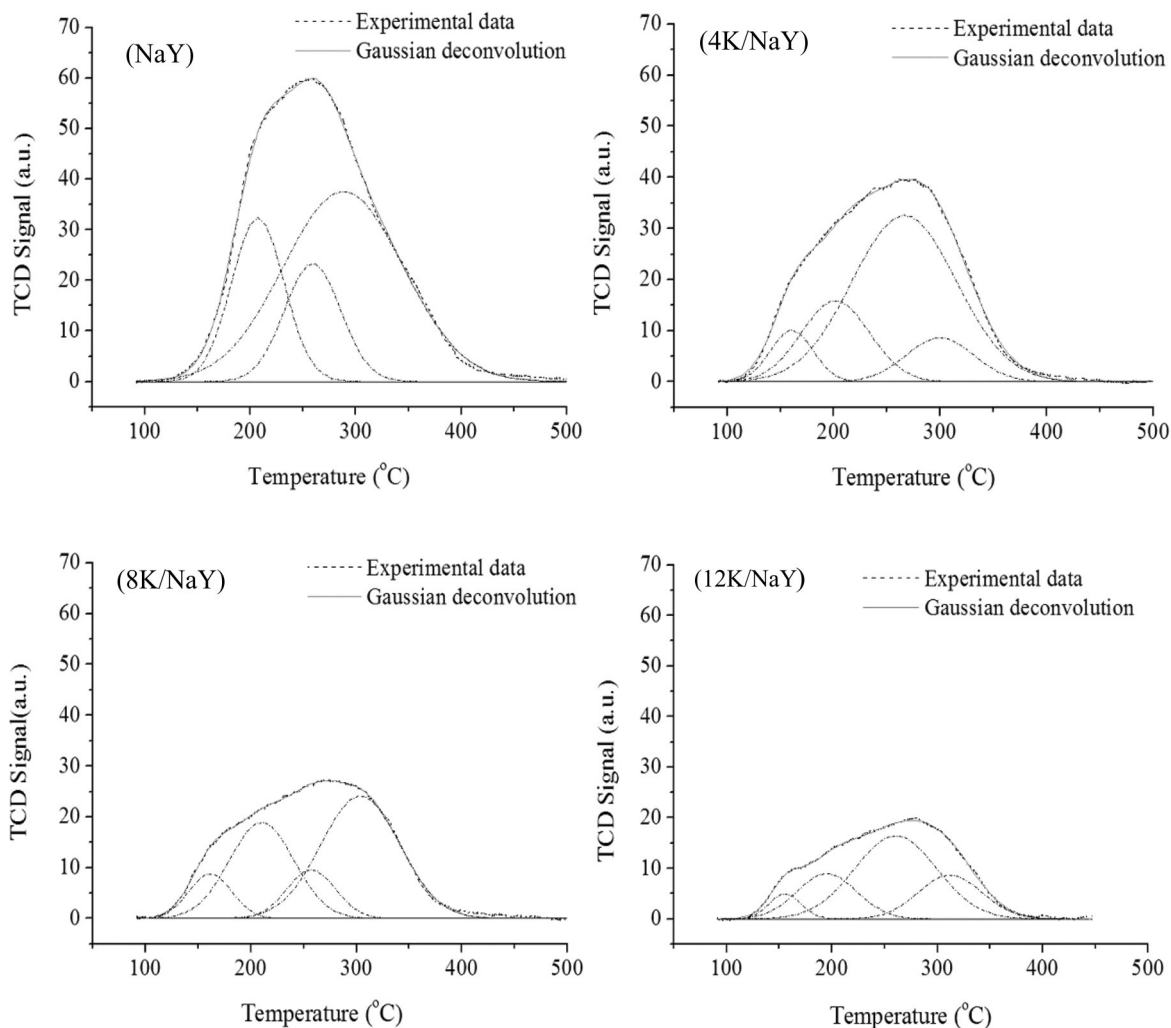 (NaY)
Experimental data
Gaussian deconvolution
TCD Signal (a.u.)
70
60
50
40
30
20
10
0
100 200 300 400 500
Temperature (°C)
(4K/NaY)
Experimental data
Gaussian deconvolution
TCD Signal (a.u.)
70
60
50
40
30
20
10
0
100 200 300 400 500
Temperature (°C)
(8K/NaY)
Experimental data
Gaussian deconvolution
TCD Signal(a.u.)
70
60
50
40
30
20
10
0
100 200 300 400 500
Temperature (°C)
(12K/NaY)
Experimental data
Gaussian deconvolution
TCD Signal (a.u.)
70
60
50
40
30
20
10
0
100 200 300 400 500
Temperature (°C)